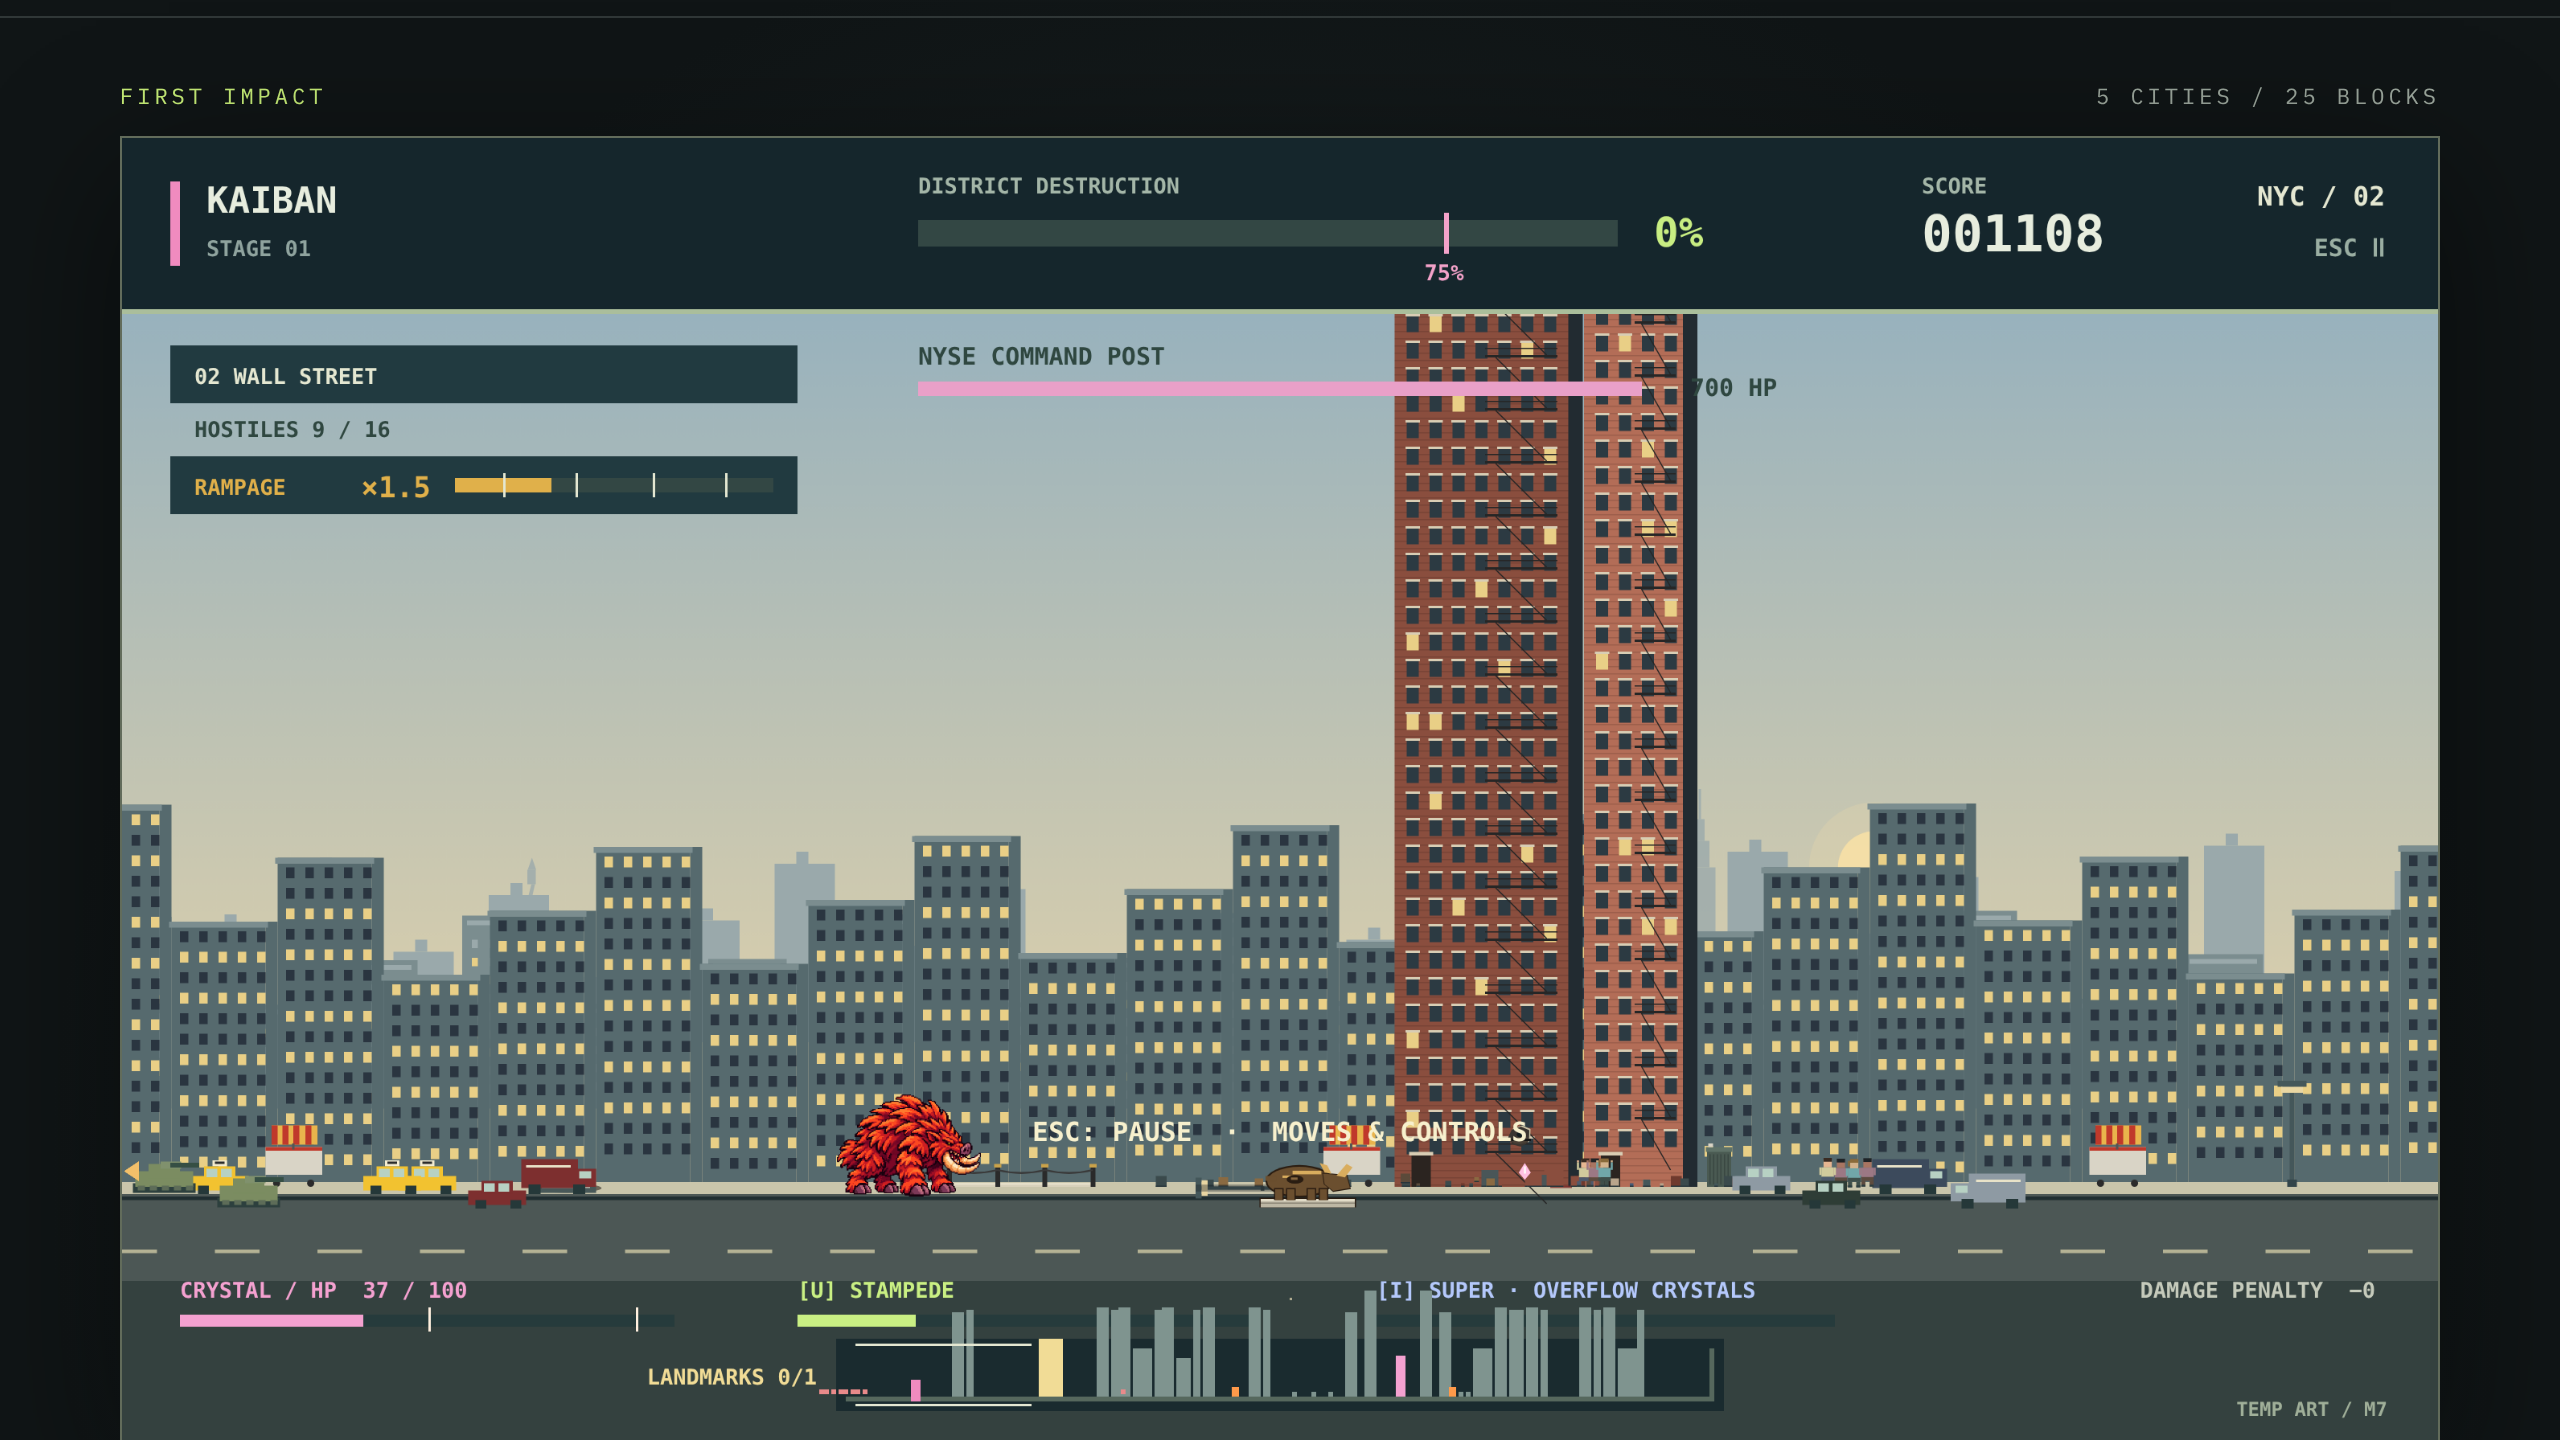 FIRST IMPACT
5 CITIES / 25 BLOCKS
KAIBAN
STAGE 01
DISTRICT DESTRUCTION
0%
75%
SCORE
001108
NYC / 02
ESC II
02 WALL STREET
HOSTILES 9 / 16
RAMPAGE ×1.5
NYSE COMMAND POST
700 HP
ESC: PAUSE · MOVES & CONTROLS
CRYSTAL / HP 37 / 100
[U] STAMPEDE
[I] SUPER · OVERFLOW CRYSTALS
DAMAGE PENALTY −0
LANDMARKS 0/1
TEMP ART / M7